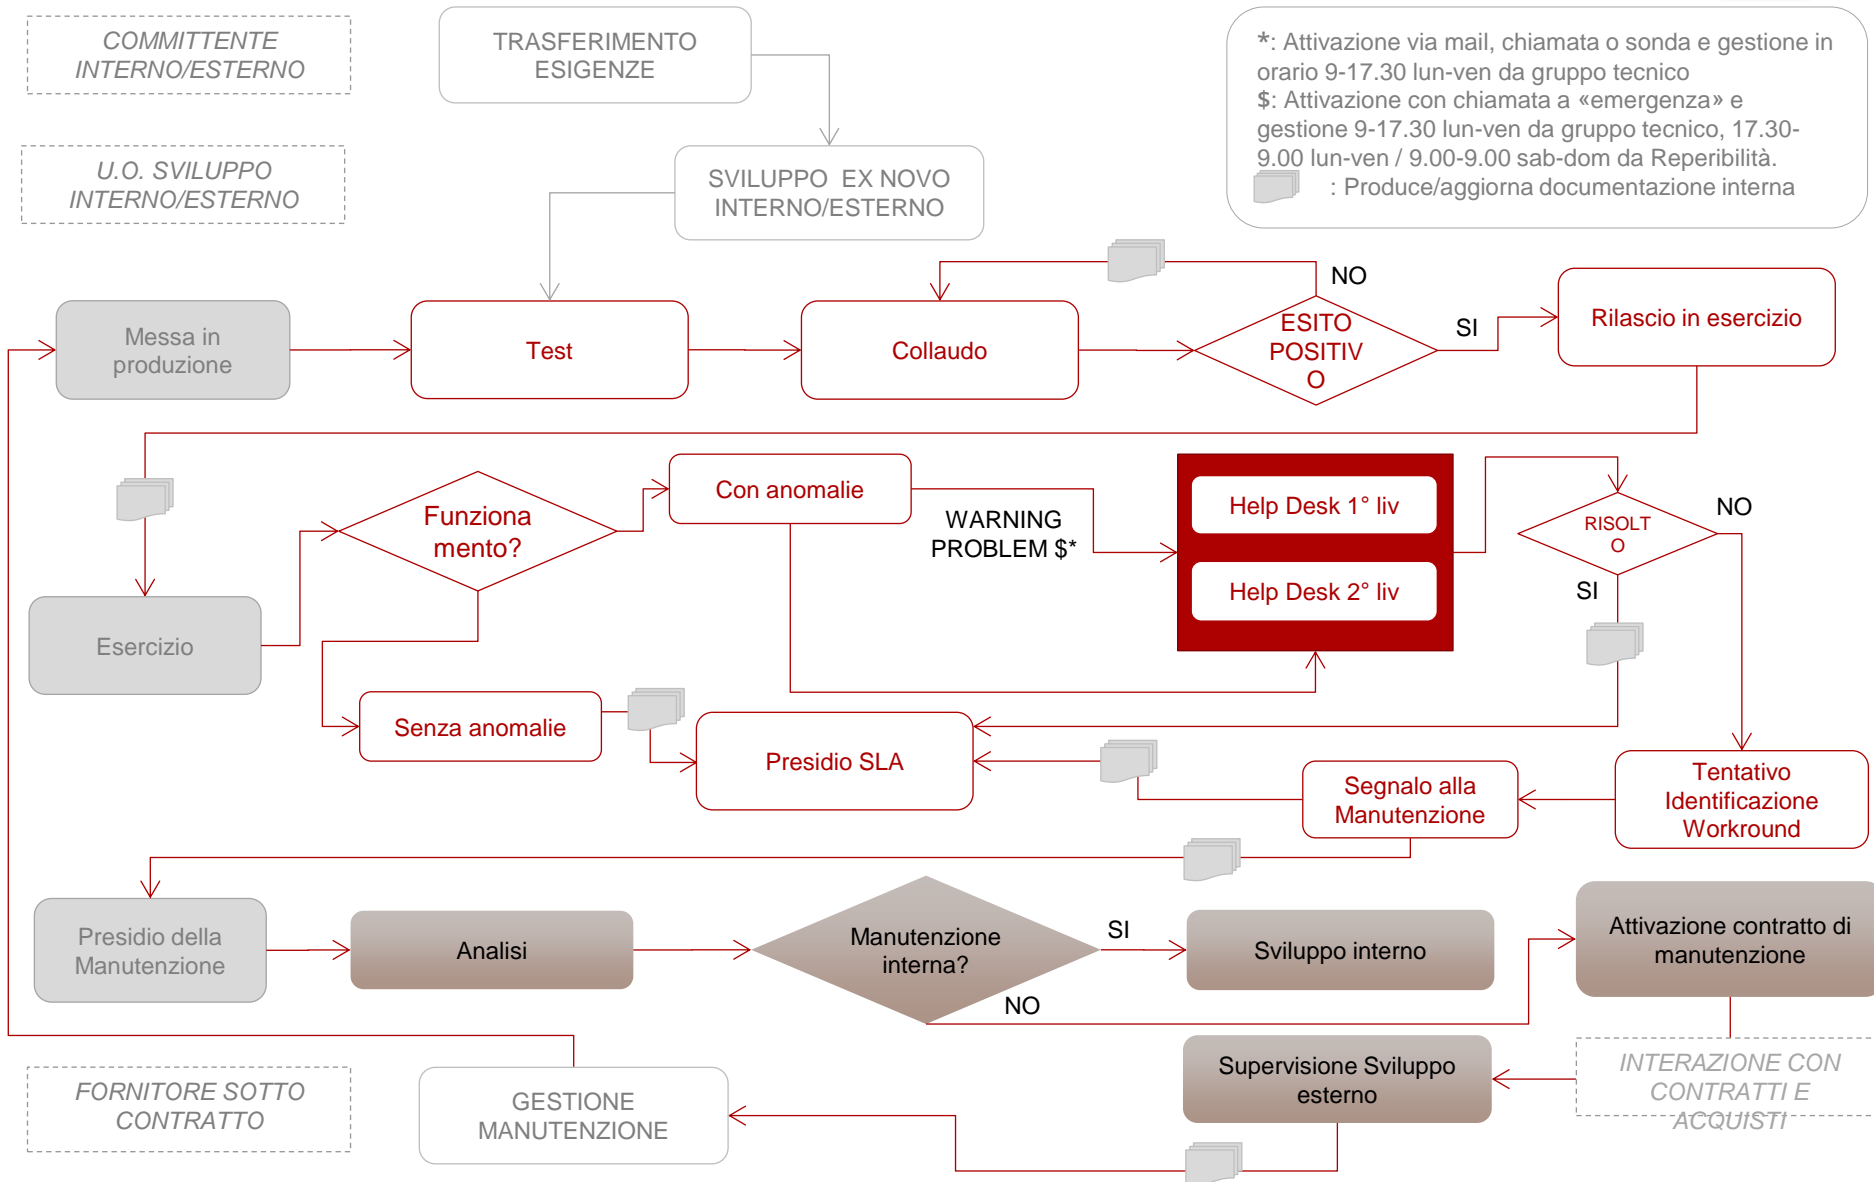 COMMITTENTE
INTERNO/ESTERNO
TRASFERIMENTO
ESIGENZE
*: Attivazione via mail, chiamata o sonda e gestione in
orario 9-17.30 lun-ven da gruppo tecnico
$: Attivazione con chiamata a «emergenza» e
gestione 9-17.30 lun-ven da gruppo tecnico, 17.30-
9.00 lun-ven / 9.00-9.00 sab-dom da Reperibilità.
: Produce/aggiorna documentazione interna
U.O. SVILUPPO
INTERNO/ESTERNO
SVILUPPO EX NOVO
INTERNO/ESTERNO
Messa in
produzione
Test
Collaudo
NO
ESITO
POSITIV
O
SI
Rilascio in esercizio
Esercizio
Funziona
mento?
Con anomalie
WARNING
PROBLEM $*
Help Desk 1° liv
Help Desk 2° liv
RISOLT
O
NO
SI
Senza anomalie
Presidio SLA
Segnalo alla
Manutenzione
Tentativo
Identificazione
Workround
Presidio della
Manutenzione
Analisi
Manutenzione
interna?
SI
NO
Sviluppo interno
Attivazione contratto di
manutenzione
FORNITORE SOTTO
CONTRATTO
GESTIONE
MANUTENZIONE
Supervisione Sviluppo
esterno
INTERAZIONE CON
CONTRATTI E
ACQUISTI